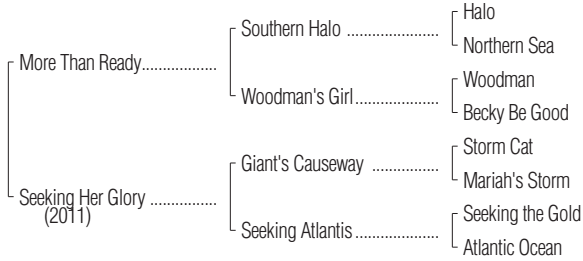 Halo
Southern Halo ......................
Northern Sea
More Than Ready..................
Woodman
Woodman's Girl....................
Becky Be Good
Storm Cat
Giant's Causeway ................
Mariah's Storm
Seeking Her Glory ................
(2011)
Seeking the Gold
Seeking Atlantis....................
Atlantic Ocean